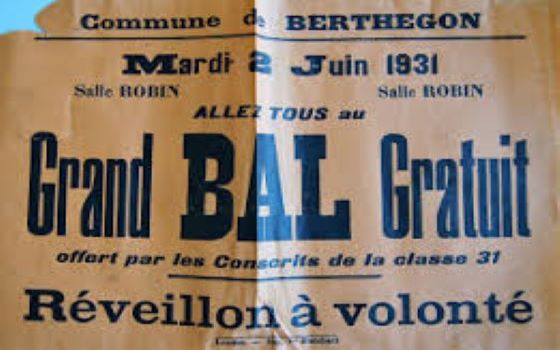 Commune de BERTHEGON
Mardi 2 Juin 1931
Salle ROBIN Salle ROBIN
ALLEZ TOUS au
Grand BAL Gratuit
offert par les Conscrits de la classe 31
Réveillon à volonté